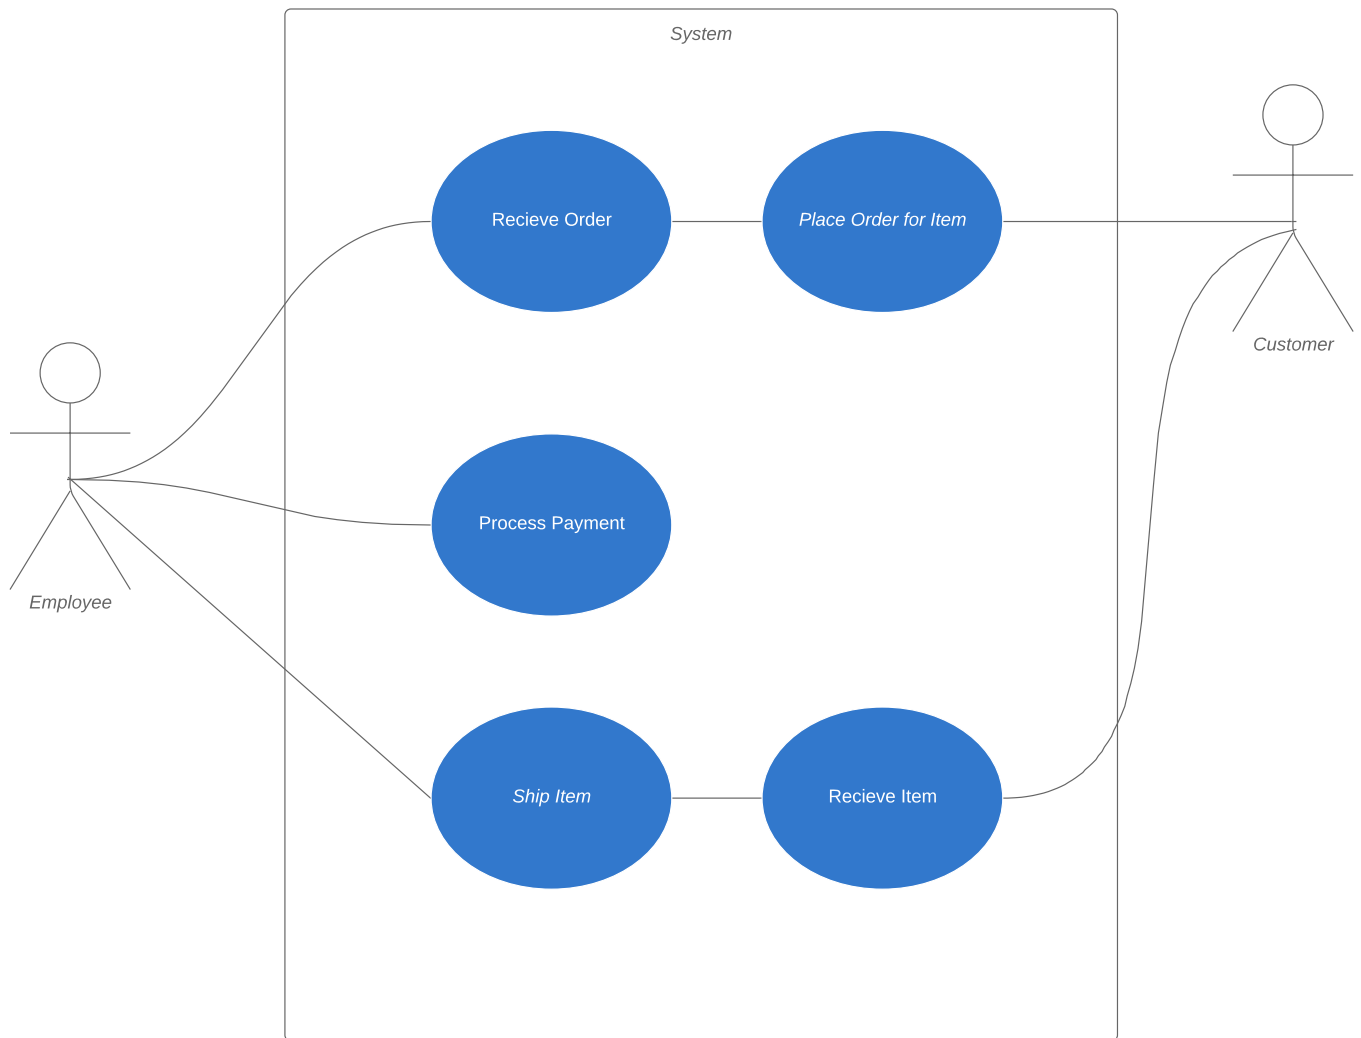 System
Recieve Order
Place Order for Item
Customer
Process Payment
Employee
Ship Item
Recieve Item